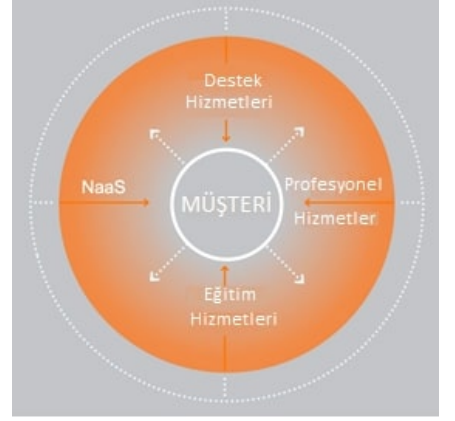 Destek
Hizmetleri
NaaS
MÜŞTERİ
Profesyonel
Hizmetler
Eğitim
Hizmetleri